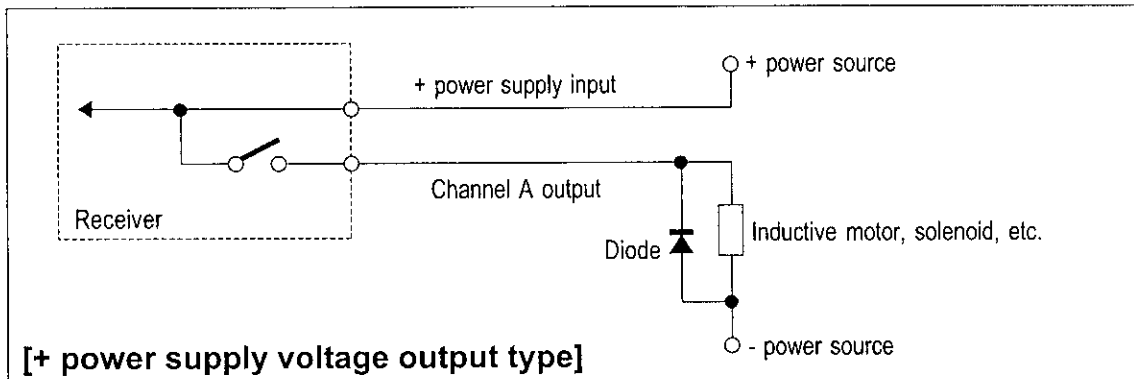 + power source
+ power supply input
Channel A output
Receiver
Inductive motor, solenoid, etc.
Diode
[+ power supply voltage output type]
- power source